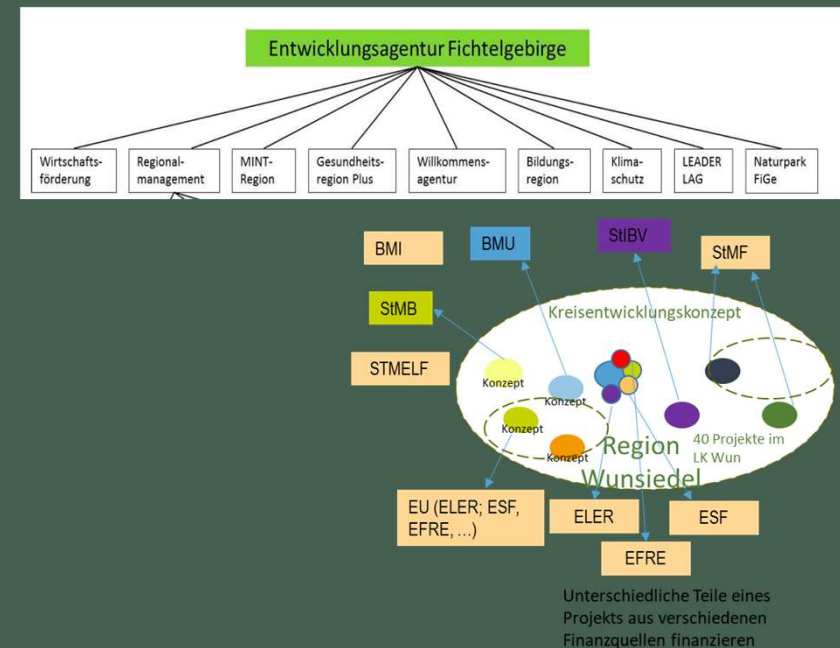 Entwicklungsagentur Fichtelgebirge
Wirtschafts-
förderung
Regional-
management
MINT-
Region
Gesundheits-
region Plus
Willkommens-
agentur
Bildungs-
region
Klima-
schutz
LEADER
LAG
Naturpark
FiGe
BMI
BMU
StIBV
StMF
StMB
STMELF
Kreisentwicklungskonzept
Konzept
Konzept
Konzept
Konzept
Region
Wunsiedel
40 Projekte im
LK Wun
EU (ELER; ESF,
EFRE, ...)
ELER
ESF
EFRE
Unterschiedliche Teile eines
Projekts aus verschiedenen
Finanzquellen finanzieren